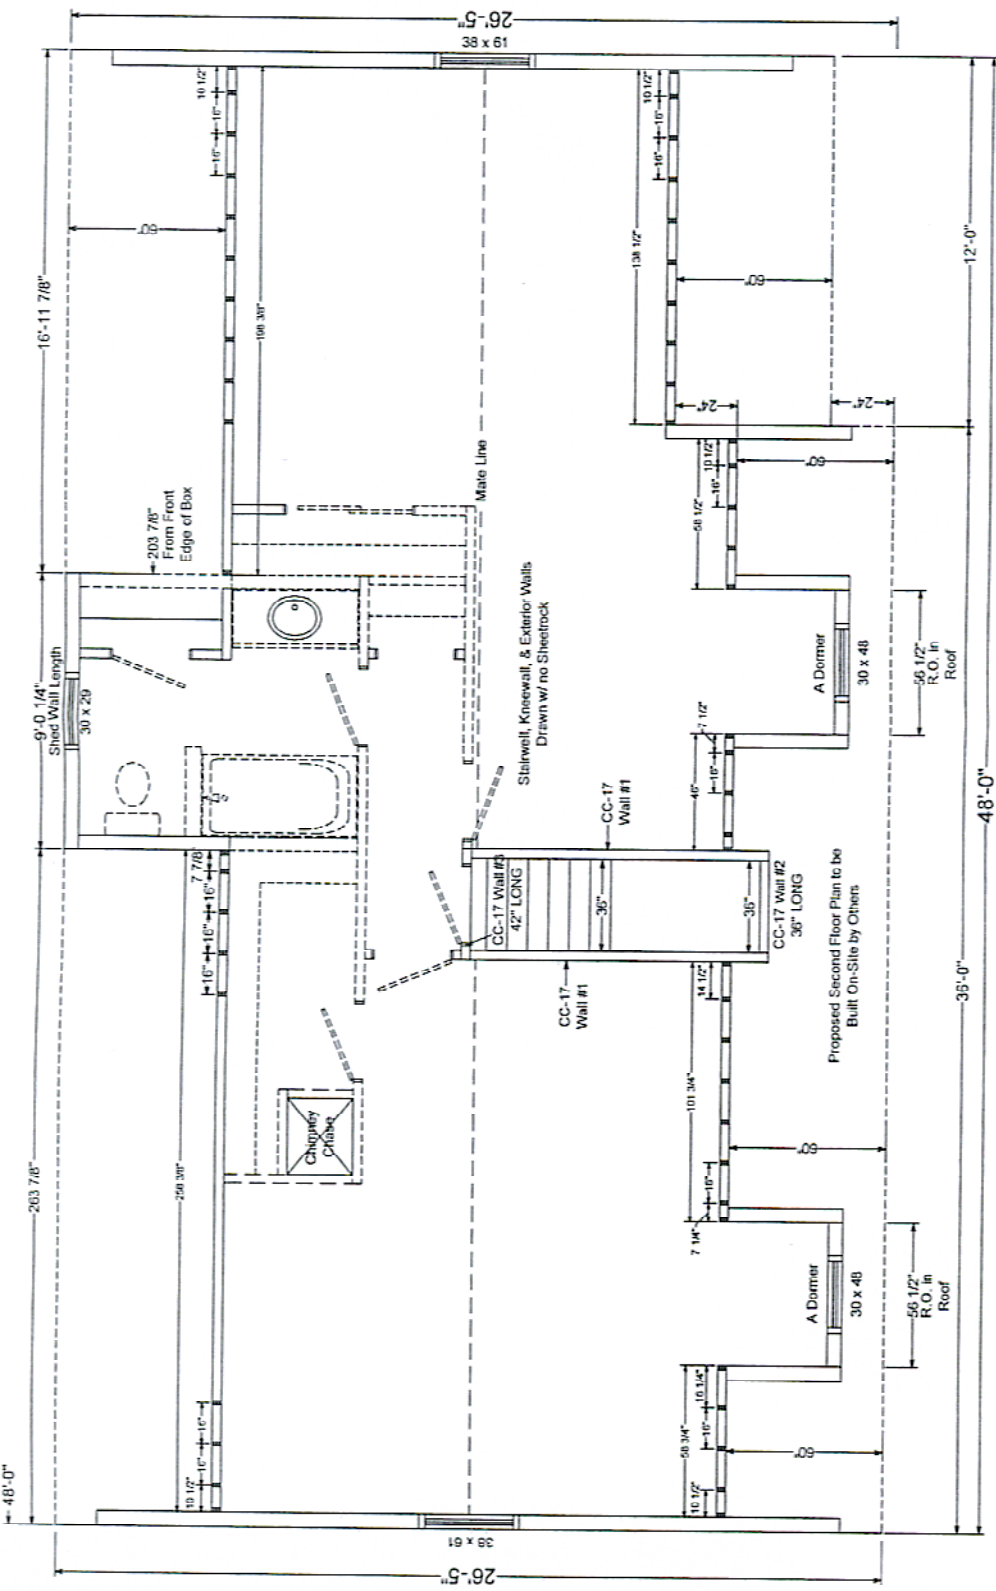 48'-0"
263 7/8"
9'-0 1/4"
Shed Wall Length
30 x 29
16'-11 7/8"
26'-5"
38 x 61
10 1/2"
16"
16"
60"
203 7/8"
From Front
Edge of Box
198 3/8"
138 1/2"
10 1/2"
16"
16"
60"
12'-0"
24"
24"
Mate Line
58 1/2"
10 1/2"
16"
60"
Stairwell, Kneewall, & Exterior Walls
Drawn w/ no Sheetrock
A Dormer
30 x 48
56 1/2"
R.O. in
Roof
7 1/2"
16"
46"
CC-17
Wall #1
7 7/8"
16"
16"
16"
CC-17 Wall #3
42" LONG
36"
36"
CC-17 Wall #2
36" LONG
Proposed Second Floor Plan to be
Built On-Site by Others
48'-0"
36'-0"
CC-17
Wall #1
14 1/2"
101 3/4"
16"
7 1/4"
60"
Chimney
Chase
258 3/8"
16"
16"
10 1/2"
A Dormer
30 x 48
56 1/2"
R.O. in
Roof
58 3/4"
16 1/4"
16"
10 1/2"
60"
38 x 61
26'-5"